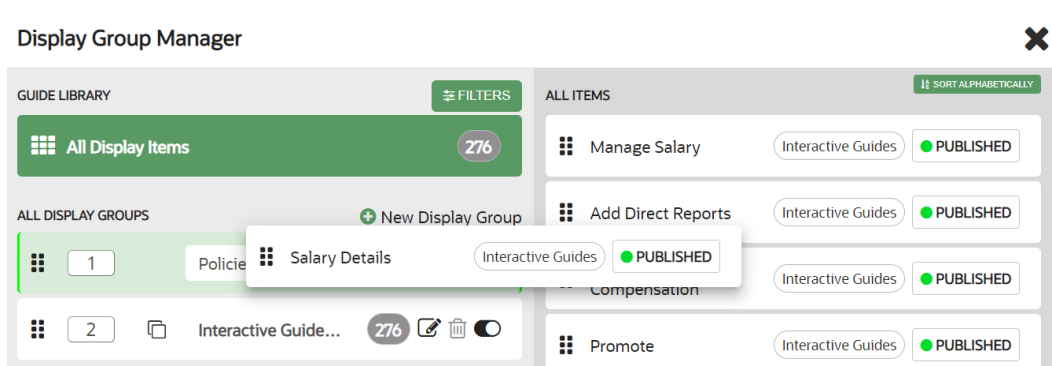 Display Group Manager
GUIDE LIBRARY
FILTERS
All Display Items
276
ALL DISPLAY GROUPS
New Display Group
1
Policie
2
Interactive Guide...
276
Salary Details
Interactive Guides
PUBLISHED
ALL ITEMS
SORT ALPHABETICALLY
Manage Salary
Interactive Guides
PUBLISHED
Add Direct Reports
Interactive Guides
PUBLISHED
Compensation
Interactive Guides
PUBLISHED
Promote
Interactive Guides
PUBLISHED